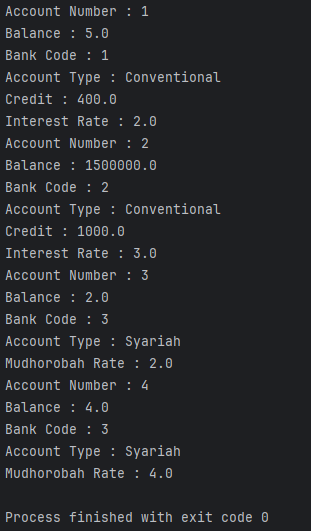 Account Number : 1
Balance : 5.0
Bank Code : 1
Account Type : Conventional
Credit : 400.0
Interest Rate : 2.0
Account Number : 2
Balance : 1500000.0
Bank Code : 2
Account Type : Conventional
Credit : 1000.0
Interest Rate : 3.0
Account Number : 3
Balance : 2.0
Bank Code : 3
Account Type : Syariah
Mudhorobah Rate : 2.0
Account Number : 4
Balance : 4.0
Bank Code : 3
Account Type : Syariah
Mudhorobah Rate : 4.0
Process finished with exit code 0